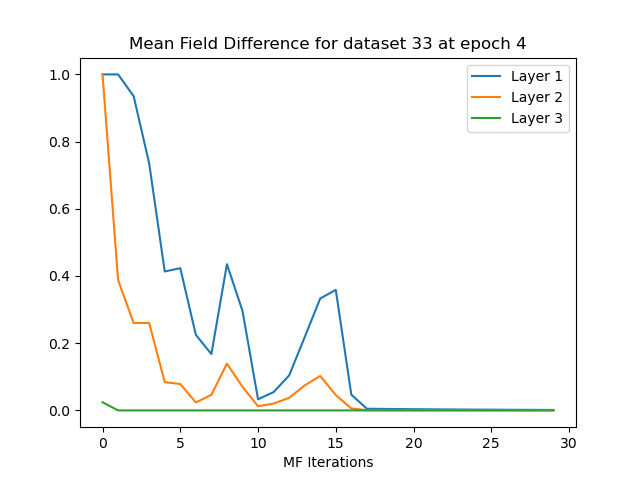 Mean Field Difference for dataset 33 at epoch 4
1.0
0.8
0.6
0.4
0.2
0.0
Layer 1
Layer 2
Layer 3
0 5 10 15 20 25 30
MF Iterations